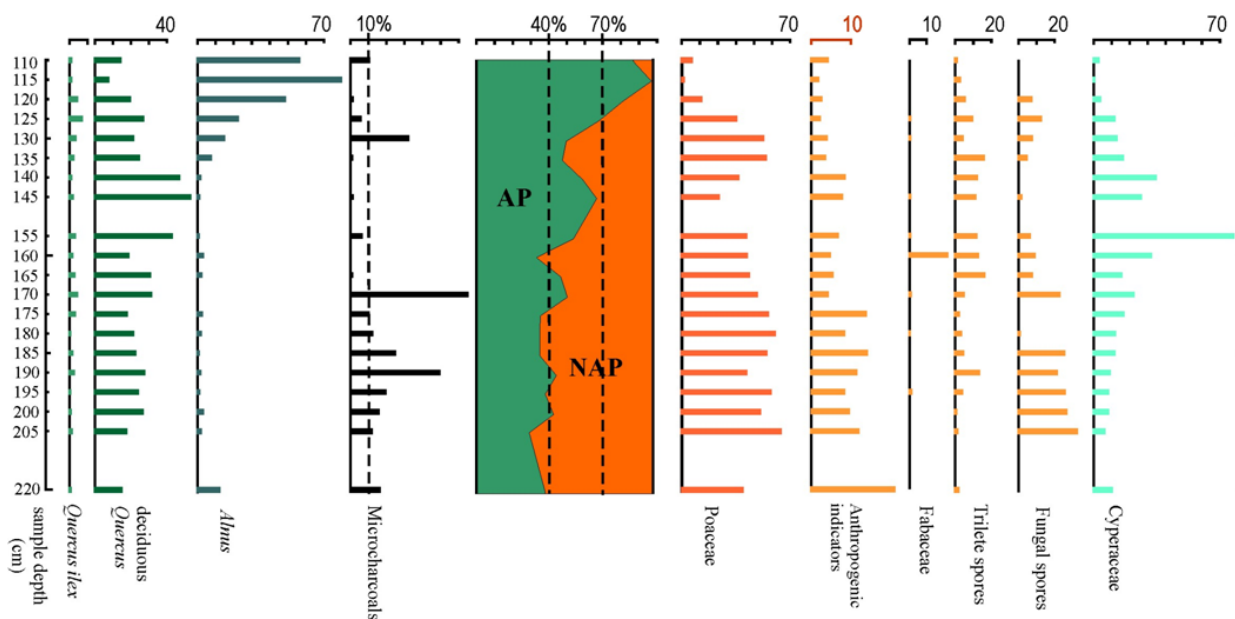 40
70
10%
40% 70%
70
10
10
20
20
70
110
115
120
125
130
135
140
145
155
160
165
170
175
180
185
190
195
200
205
220
AP
NAP
sample depth
(cm)
Quercus ilex
deciduous
Quercus
Almus
Microcharcoals
Poaceae
Anthropogenic
indicators
Fabaceae
Trilete spores
Fungal spores
Cyperaceae